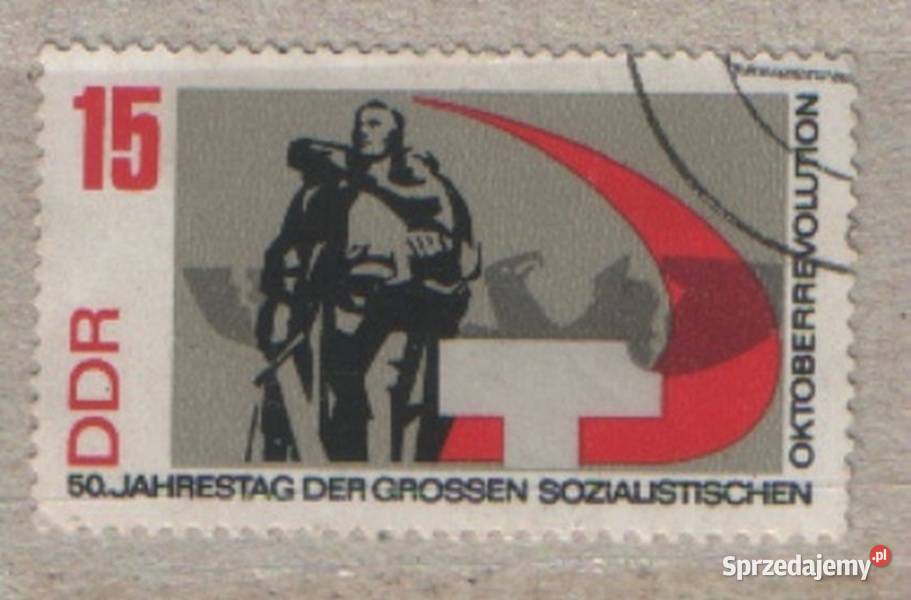 15
DDR
50. JAHRESTAG DER GROSSEN SOZIALISTISCHEN
OKTOBERREVOLUTION
Sprzedajemy.pl